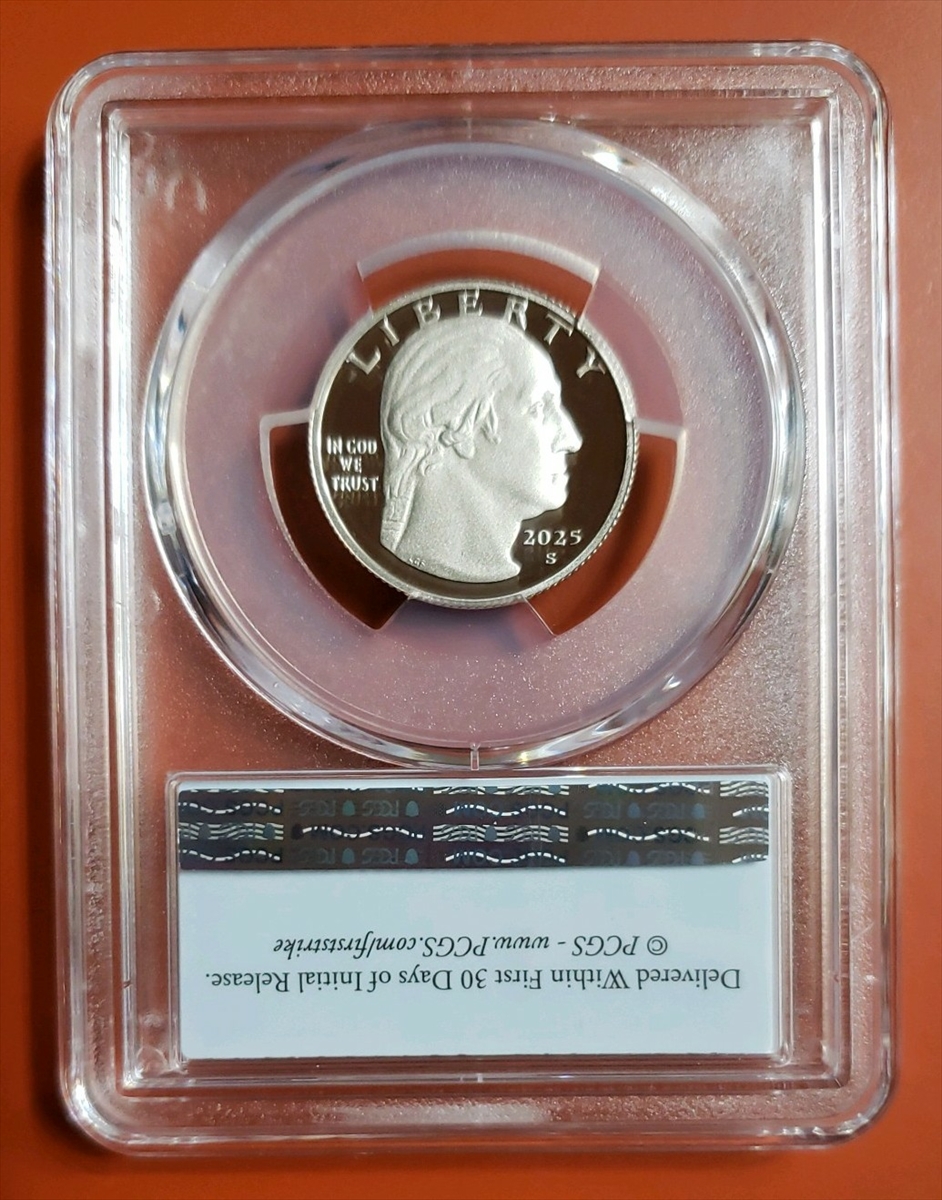 LIBERTY
IN GOD
WE
TRUST
2025
S
Delivered Within First 30 Days of Initial Release.
© PCGS - www.PCGS.com/firststrike